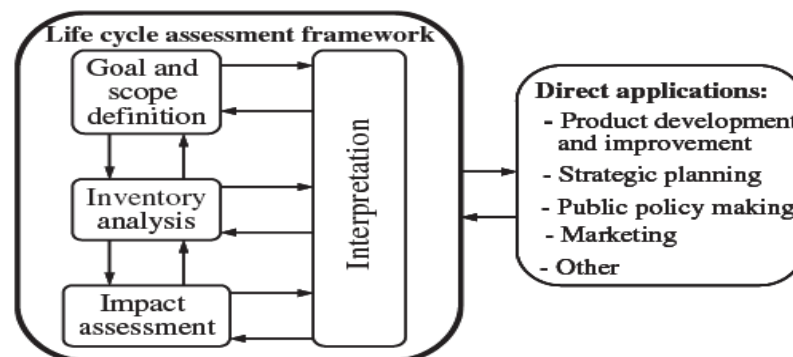 Life cycle assessment framework
Goal and
scope
definition
Inventory
analysis
Impact
assessment
Interpretation
Direct applications:
- Product development
and improvement
- Strategic planning
- Public policy making
- Marketing
- Other